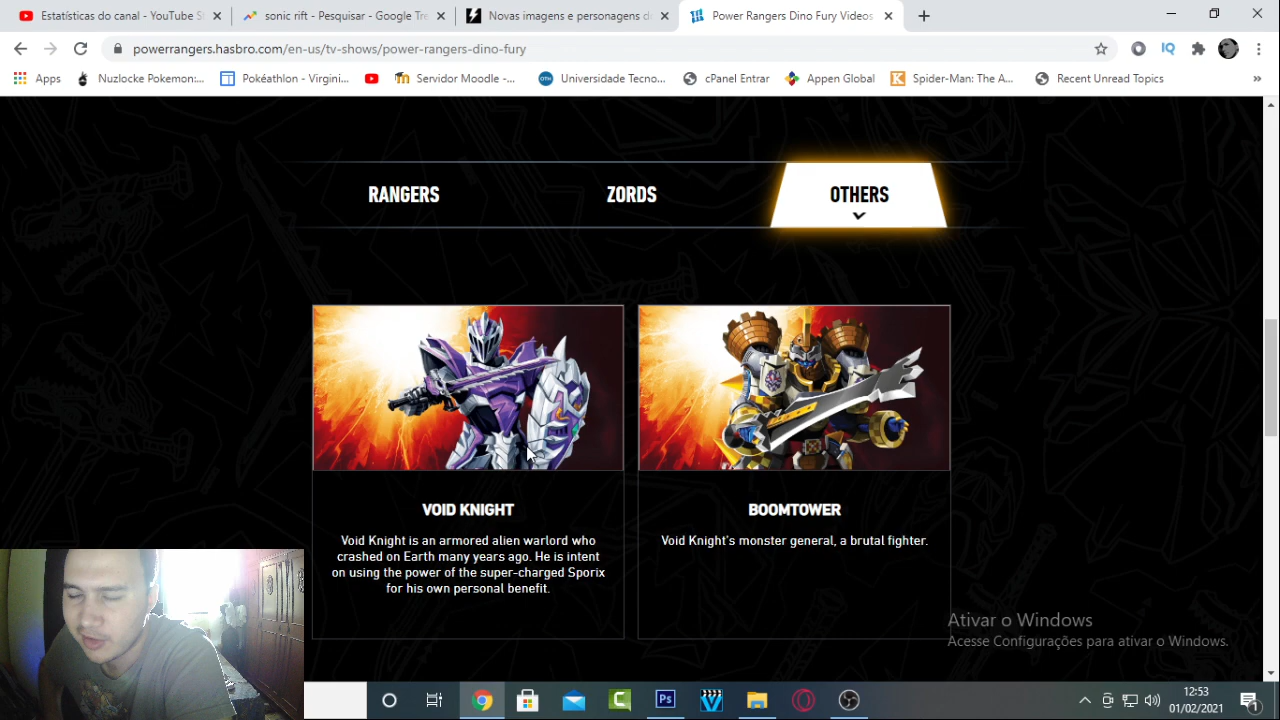 Estatísticas do canal - YouTube S
sonic rift - Pesquisar - Google Tre
Novas imagens e personagens d
Power Rangers Dino Fury Videos
powerrangers.hasbro.com/en-us/tv-shows/power-rangers-dino-fury
IQ
Apps
Nuzlocke Pokemon:...
Pokéathlon - Virgini...
Servidor Moodle -...
Universidade Tecno...
cPanel Entrar
Appen Global
Spider-Man: The A...
Recent Unread Topics
RANGERS
ZORDS
OTHERS
VOID KNIGHT
Void Knight is an armored alien warlord who
crashed on Earth many years ago. He is intent
on using the power of the super-charged Sporix
for his own personal benefit.
BOOMTOWER
Void Knight's monster general, a brutal fighter.
Ativar o Windows
Acesse Configurações para ativar o Windows.
Ps
12:53
01/02/2021
1